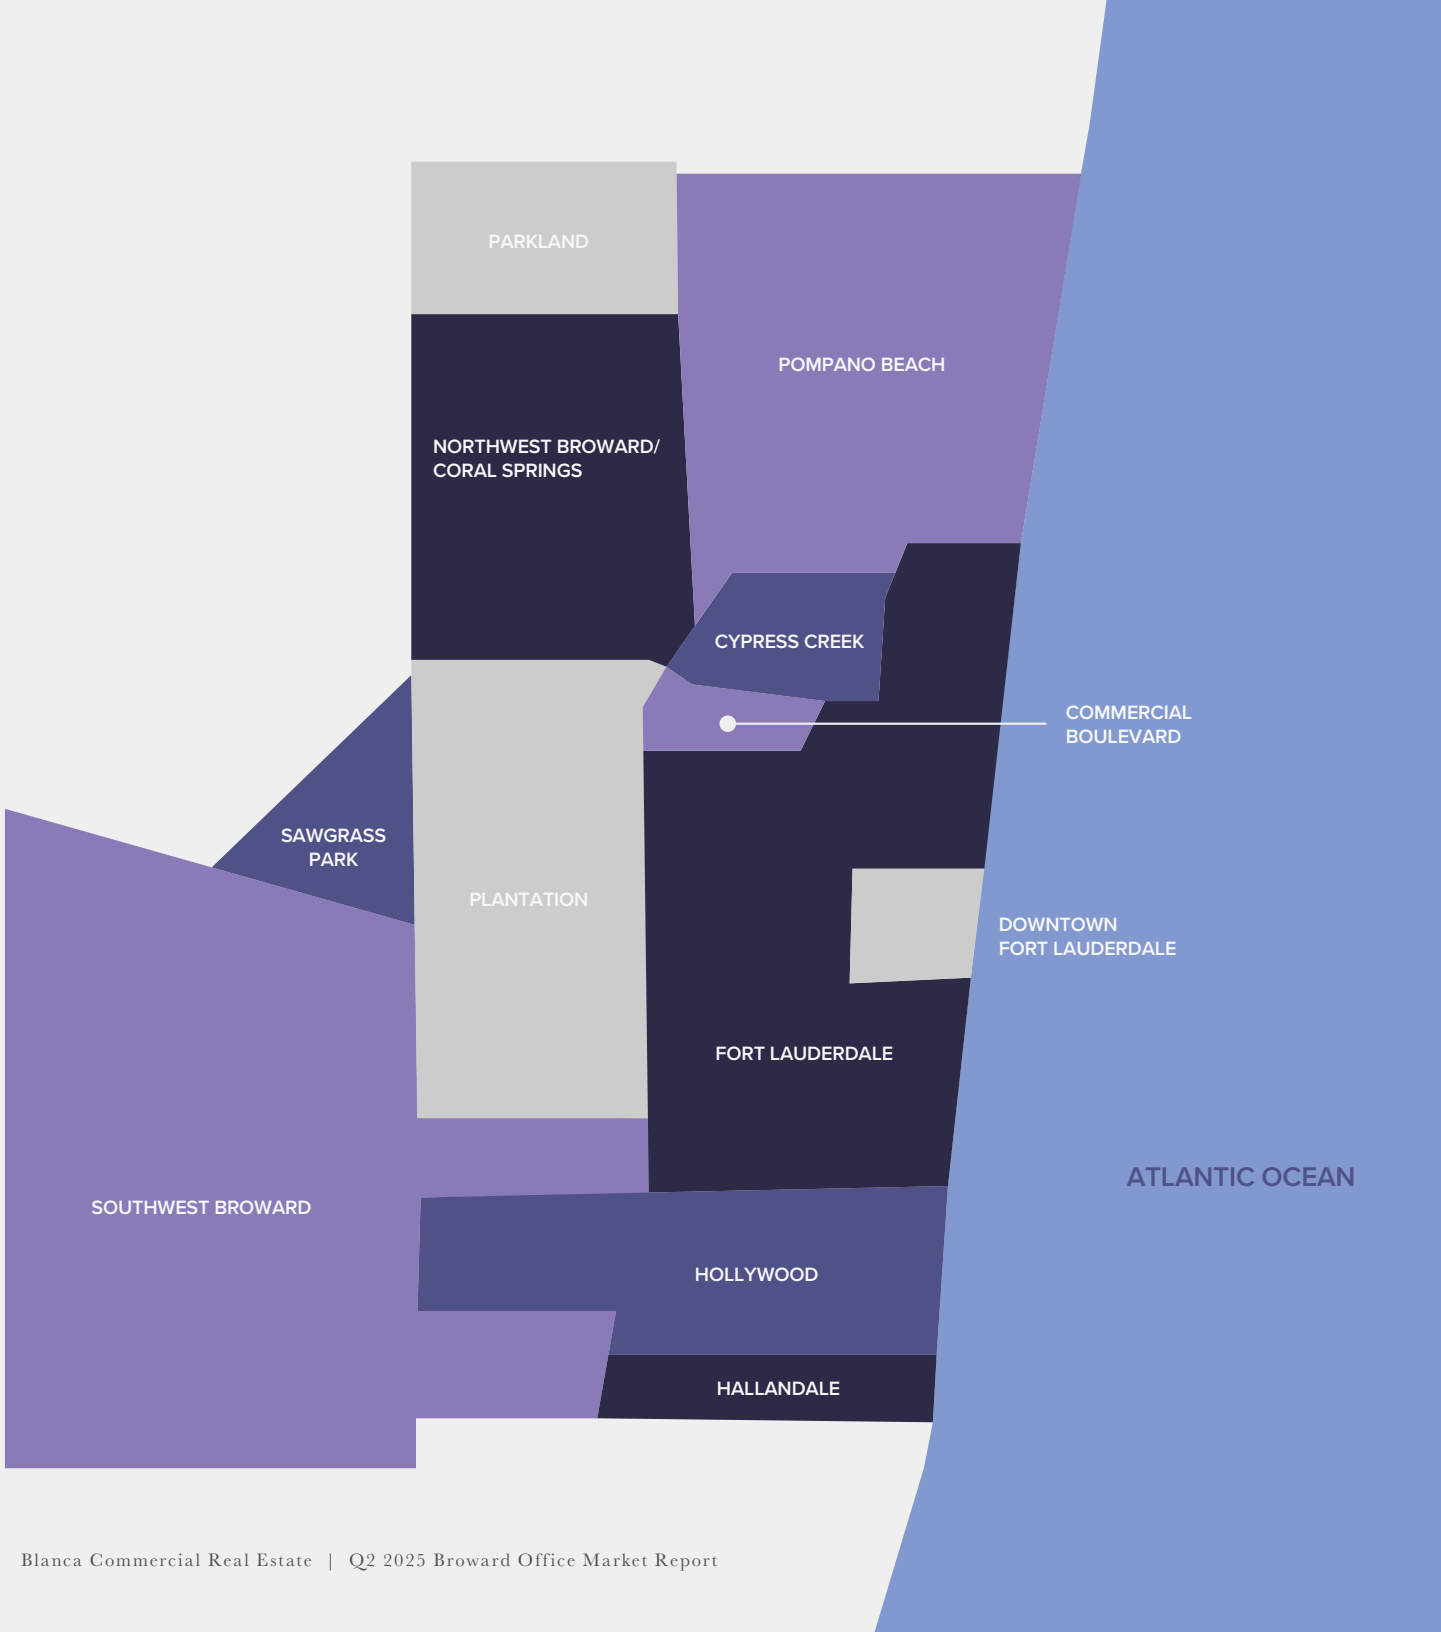 PARKLAND
POMPANO BEACH
NORTHWEST BROWARD/
CORAL SPRINGS
CYPRESS CREEK
COMMERCIAL
BOULEVARD
SAWGRASS
PARK
PLANTATION
DOWNTOWN
FORT LAUDERDALE
FORT LAUDERDALE
ATLANTIC OCEAN
SOUTHWEST BROWARD
HOLLYWOOD
HALLANDALE
Blanca Commercial Real Estate | Q2 2025 Broward Office Market Report